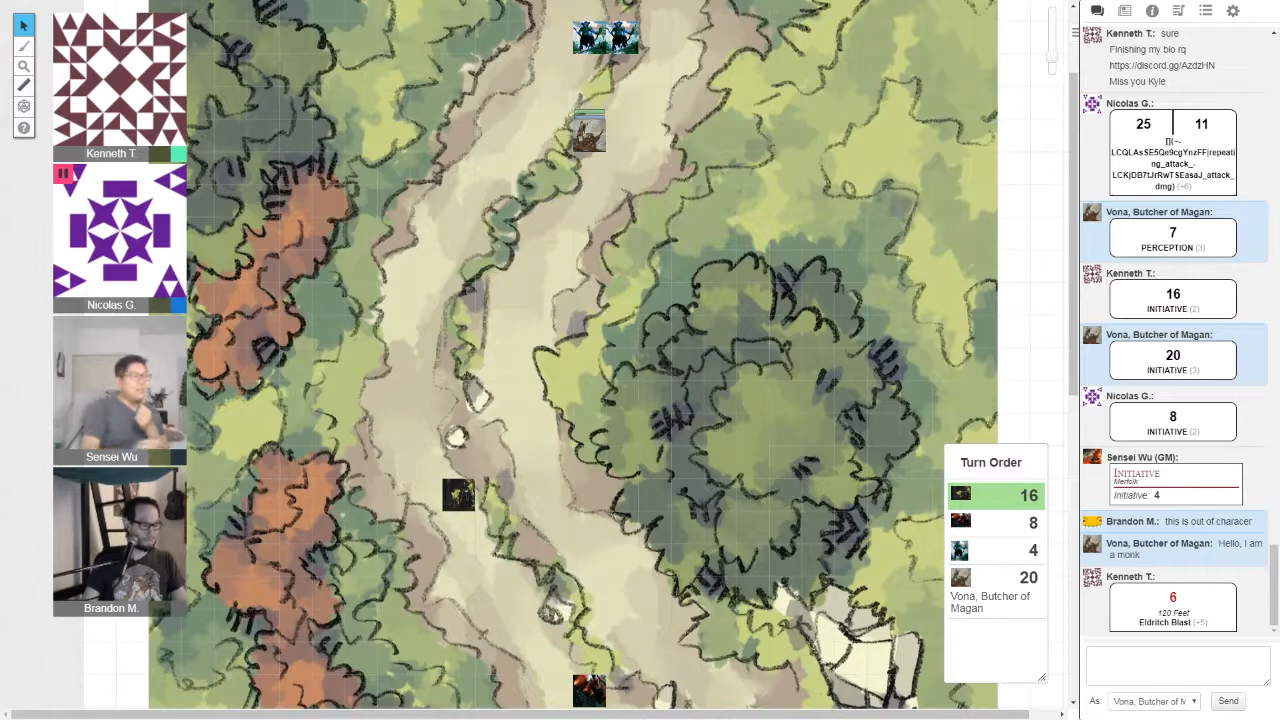 Kenneth T.
Nicolas G.
Sensei Wu
Brandon M.
Turn Order
16
8
4
20
Vona, Butcher of
Magan
Kenneth T.: sure
Finishing my bio rq
https://discord.gg/AzdzHN
Miss you Kyle
Nicolas G.:
25 11
LCQLAsSE5Qe9cgYnzFF|repeati
ng_attack_-
dmg} (+6)
Vona, Butcher of Magan:
7
PERCEPTION (3)
Kenneth T.:
16
INITIATIVE (2)
Vona, Butcher of Magan:
20
INITIATIVE (3)
Nicolas G.:
8
INITIATIVE (2)
Sensei Wu (GM):
INITIATIVE
Merfolk
Initiative: 4
Brandon M.: this is out of characer
Vona, Butcher of Magan: Hello, I am
a monk
Kenneth T.:
6
120 Feet
Eldritch Blast (+5)
As: Vona, Butcher of M
Send